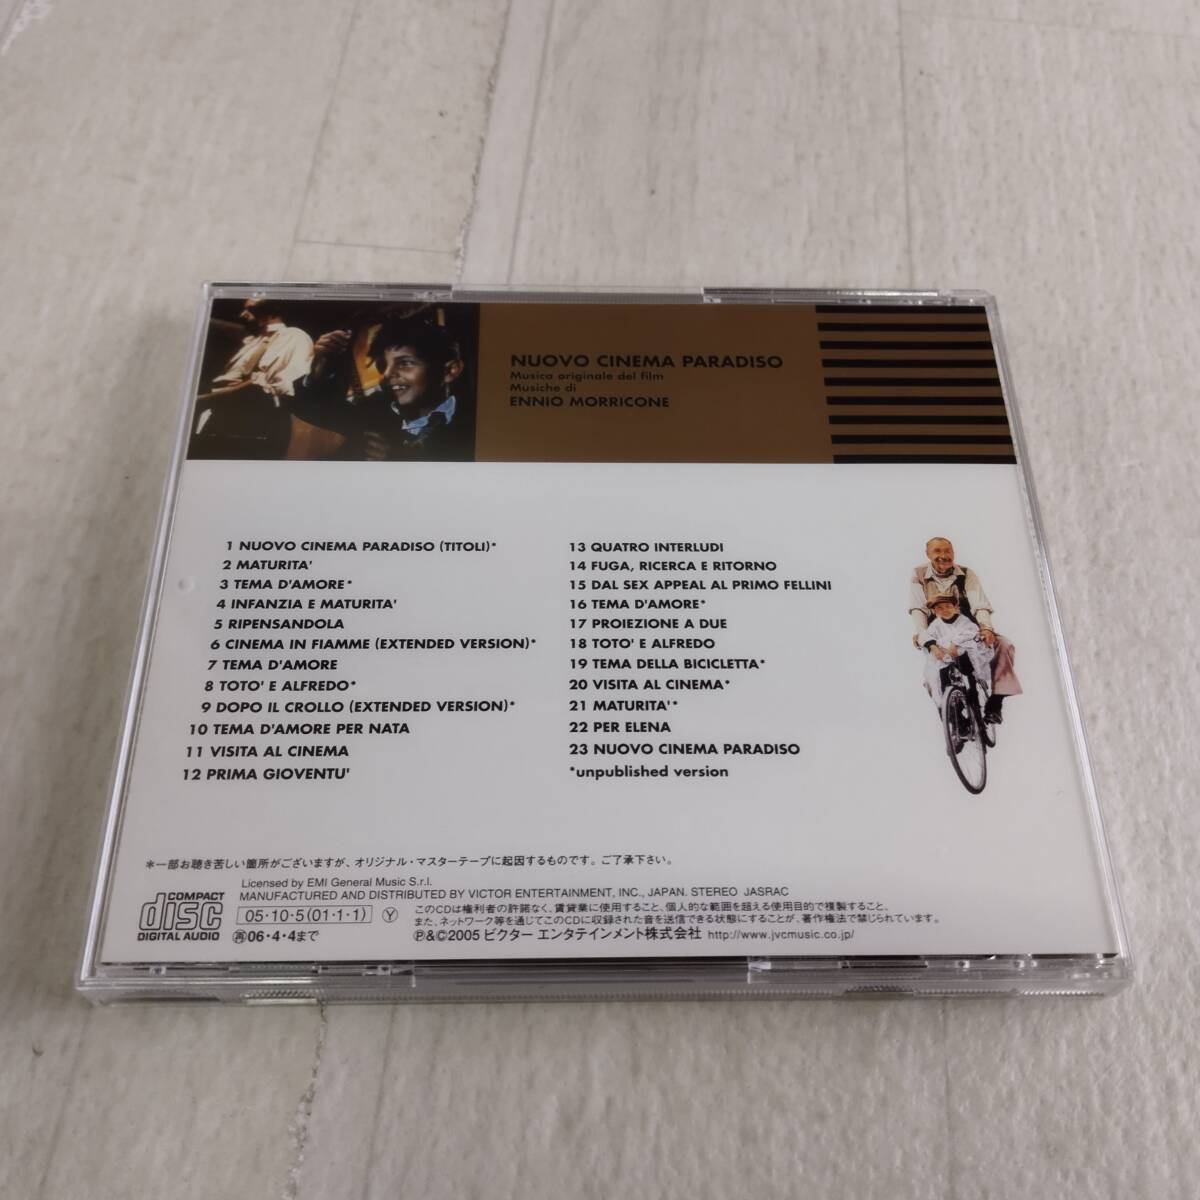 NUOVO CINEMA PARADISO
Musica originale del film
Musiche di
ENNIO MORRICONE
1 NUOVO CINEMA PARADISO (TITOLI)*
2 MATURITA'
3 TEMA D'AMORE*
4 INFANZIA E MATURITA'
5 RIPENSANDOLA
6 CINEMA IN FIAMME (EXTENDED VERSION)*
7 TEMA D'AMORE
8 TOTO' E ALFREDO*
9 DOPO IL CROLLO (EXTENDED VERSION)*
10 TEMA D'AMORE PER NATA
11 VISITA AL CINEMA
12 PRIMA GIOVENTU'
13 QUATRO INTERLUDI
14 FUGA, RICERCA E RITORNO
15 DAL SEX APPEAL AL PRIMO FELLINI
16 TEMA D'AMORE*
17 PROIEZIONE A DUE
18 TOTO' E ALFREDO
19 TEMA DELLA BICICLETTA*
20 VISITA AL CINEMA*
21 MATURITA'*
22 PER ELENA
23 NUOVO CINEMA PARADISO
*unpublished version
＊一部お聴き苦しい箇所がございますが、オリジナル・マスターテープに起因するものです。ご了承下さい。
Licensed by EMI General Music S.r.l.
MANUFACTURED AND DISTRIBUTED BY VICTOR ENTERTAINMENT, INC., JAPAN. STEREO JASRAC
COMPACT
disc
DIGITAL AUDIO
05・10・5(01・1・1) Ⓨ
㊢06・4・4まで
このCDは権利者の許諾なく、賃貸業に使用すること、個人的な範囲を超える使用目的で複製すること、
また、ネットワーク等を通じてこのCDに収録された音を送信できる状態にすることが、著作権法で禁じられています。
Ⓟ&©2005 ビクター エンタテインメント株式会社 http://www.jvcmusic.co.jp/